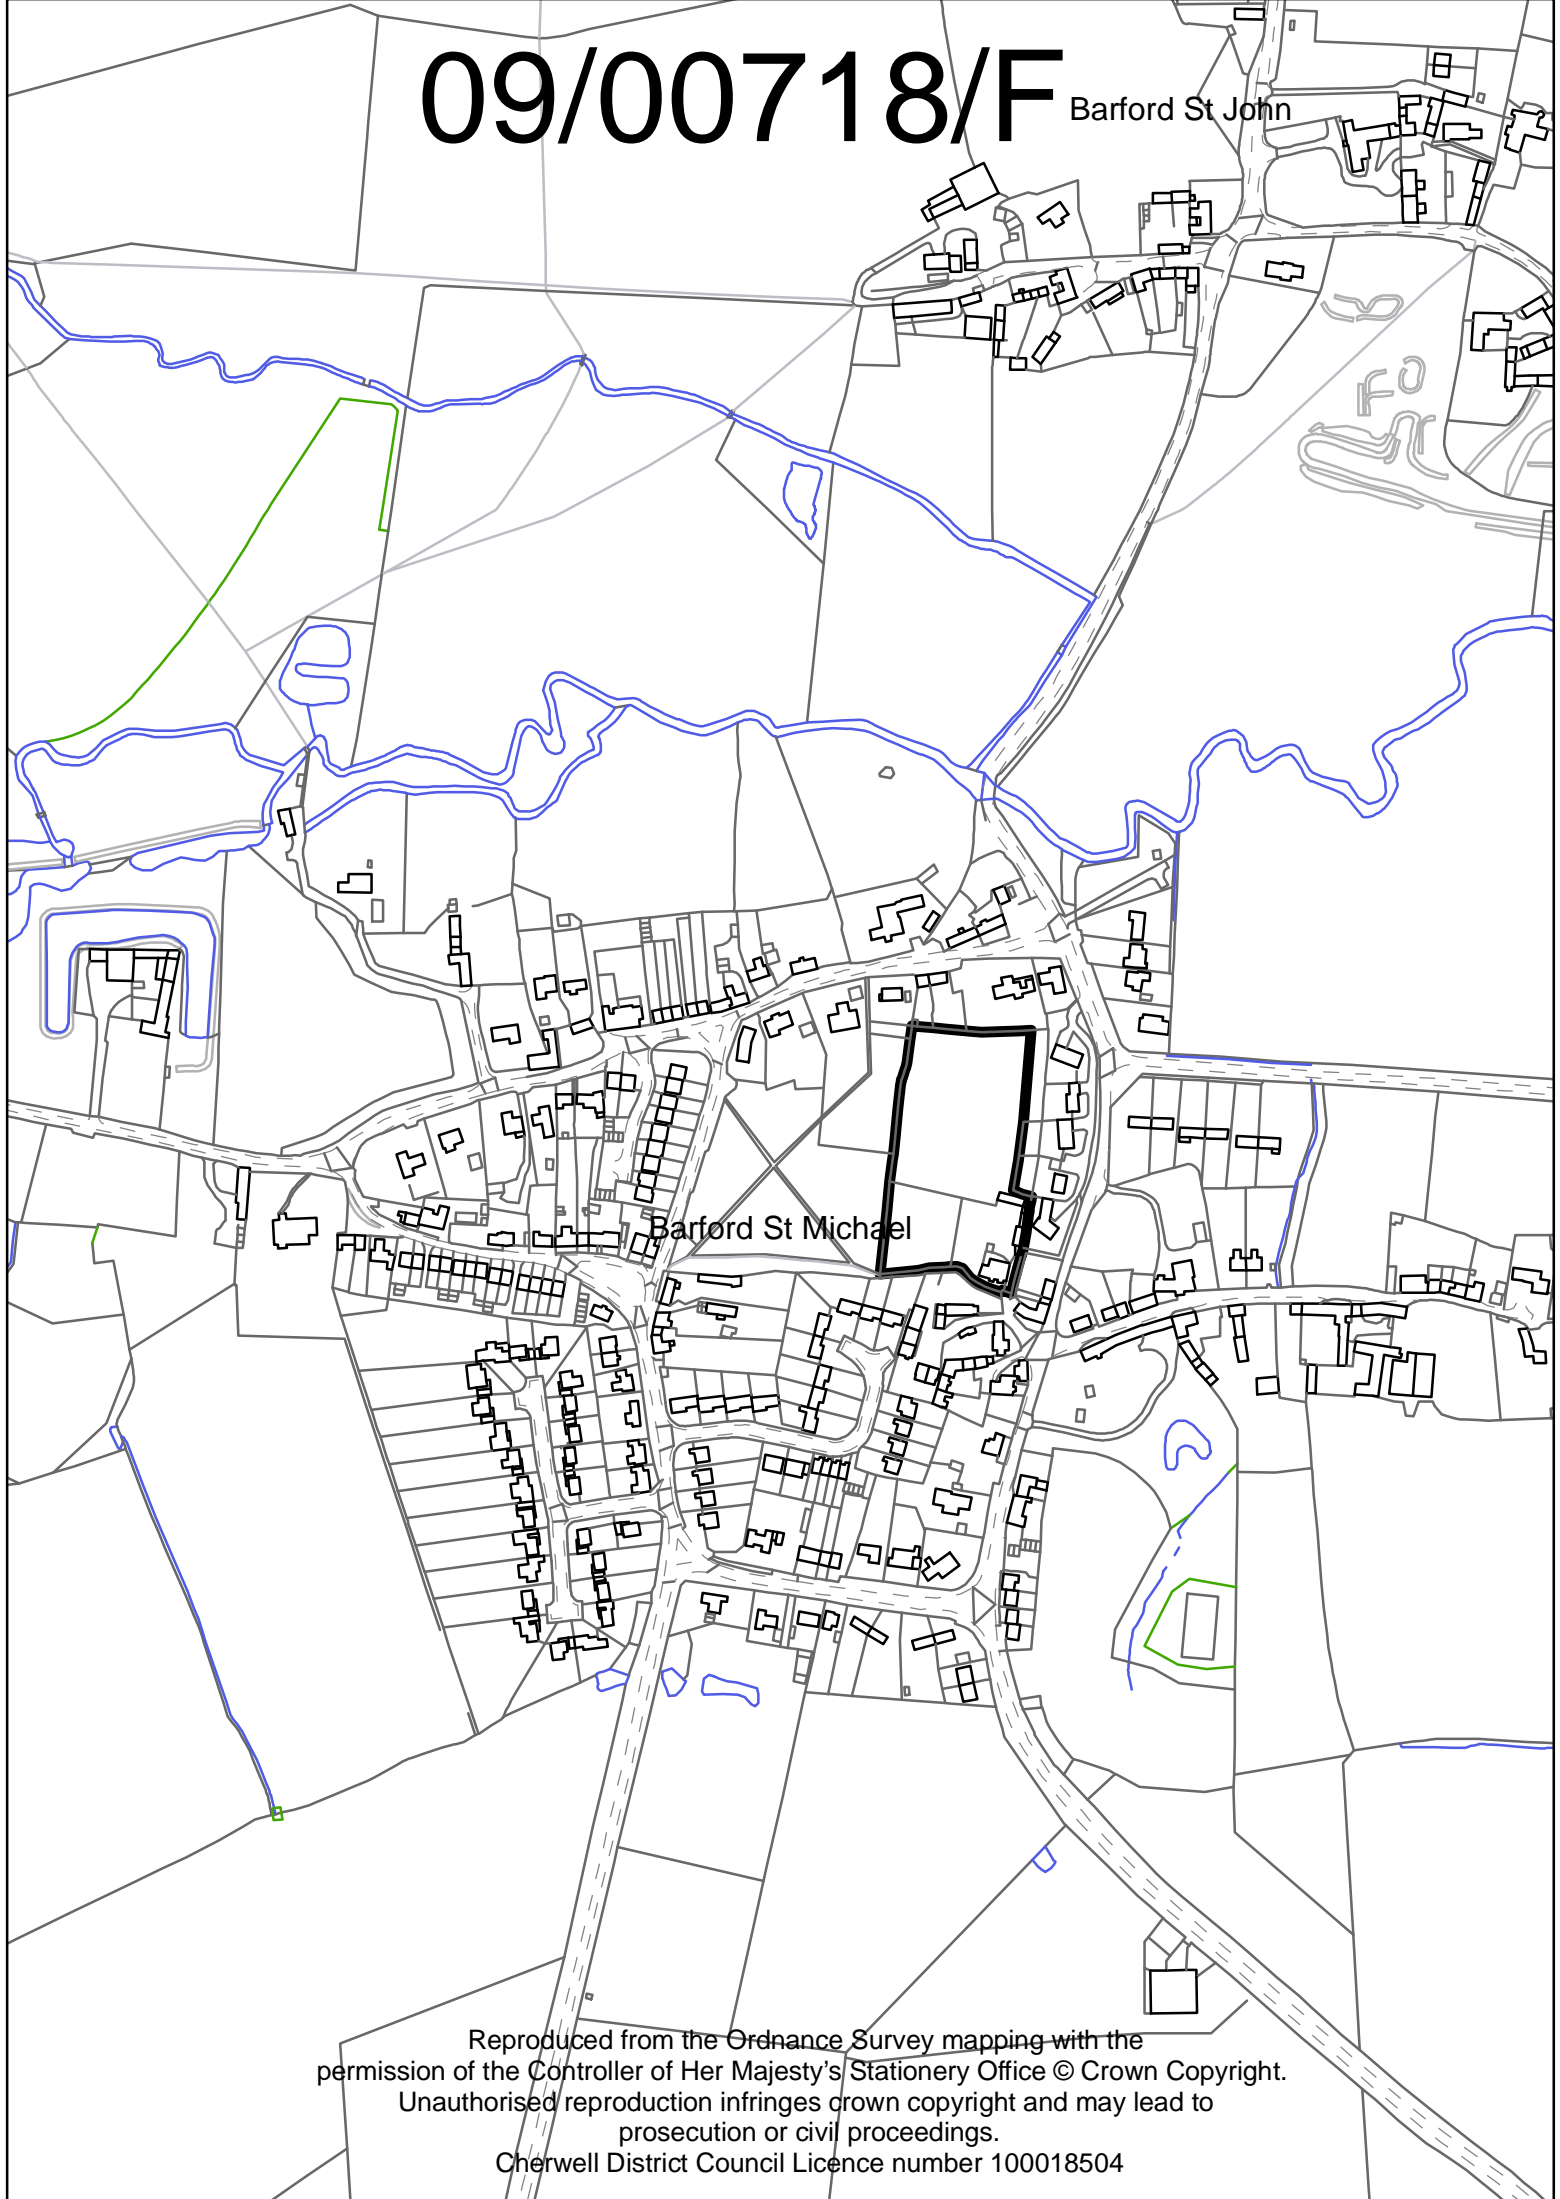 09/00718/F
Barford St John
Barford St Michael
Reproduced from the Ordnance Survey mapping with the
permission of the Controller of Her Majesty's Stationery Office © Crown Copyright.
Unauthorised reproduction infringes crown copyright and may lead to
prosecution or civil proceedings.
Cherwell District Council Licence number 100018504